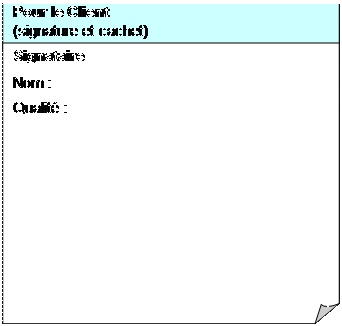 Pour le Client
(signature et cachet)
Signataire
Nom :
Qualité :